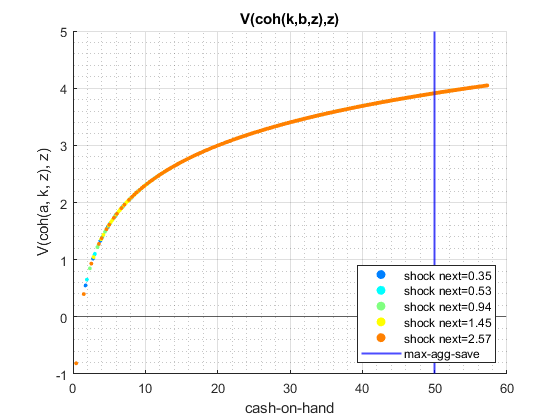 V(coh(k,b,z),z)
5
4
3
2
1
0
-1
V(coh(a, k, z), z)
0 10 20 30 40 50 60
cash-on-hand
shock next=0.35
shock next=0.53
shock next=0.94
shock next=1.45
shock next=2.57
max-agg-save